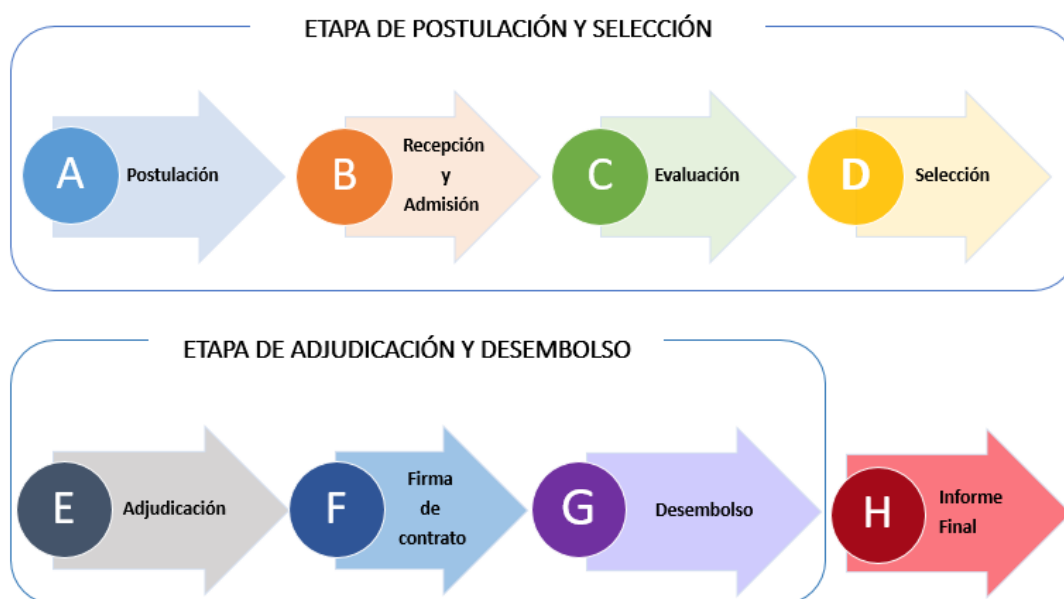 ETAPA DE POSTULACIÓN Y SELECCIÓN
A
Postulación
B
Recepción
y
Admisión
C
Evaluación
D
Selección
ETAPA DE ADJUDICACIÓN Y DESEMBOLSO
E
Adjudicación
F
Firma
de
contrato
G
Desembolso
H
Informe
Final